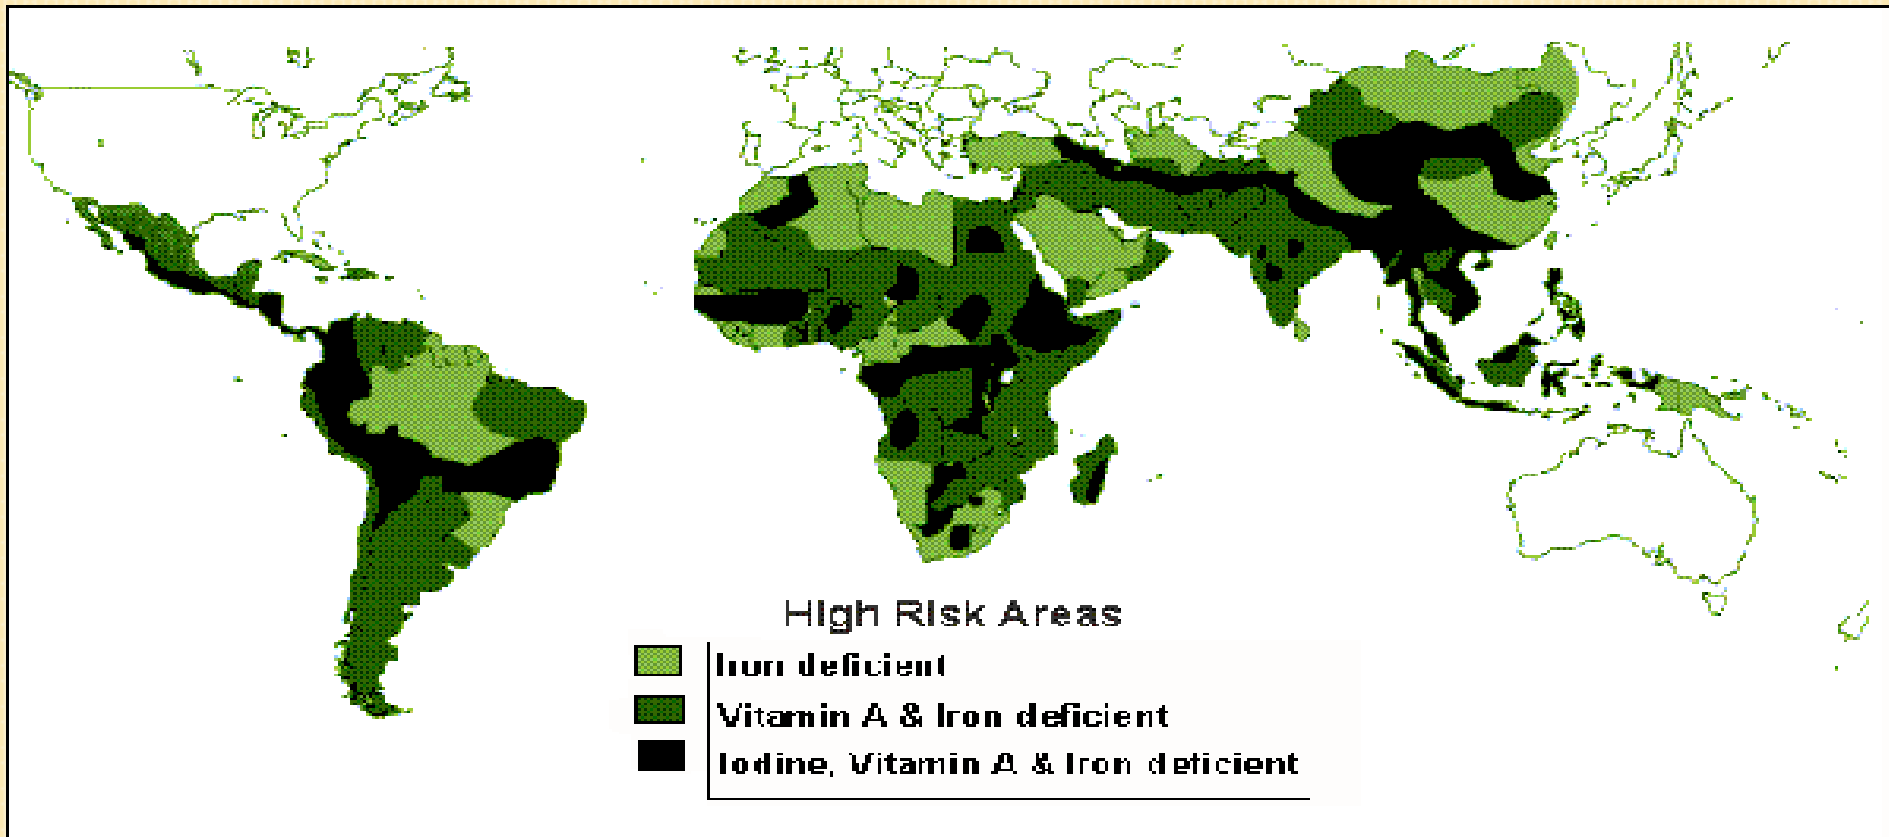 High Risk Areas
Iron deficient
Vitamin A & Iron deficient
Iodine, Vitamin A & Iron deficient